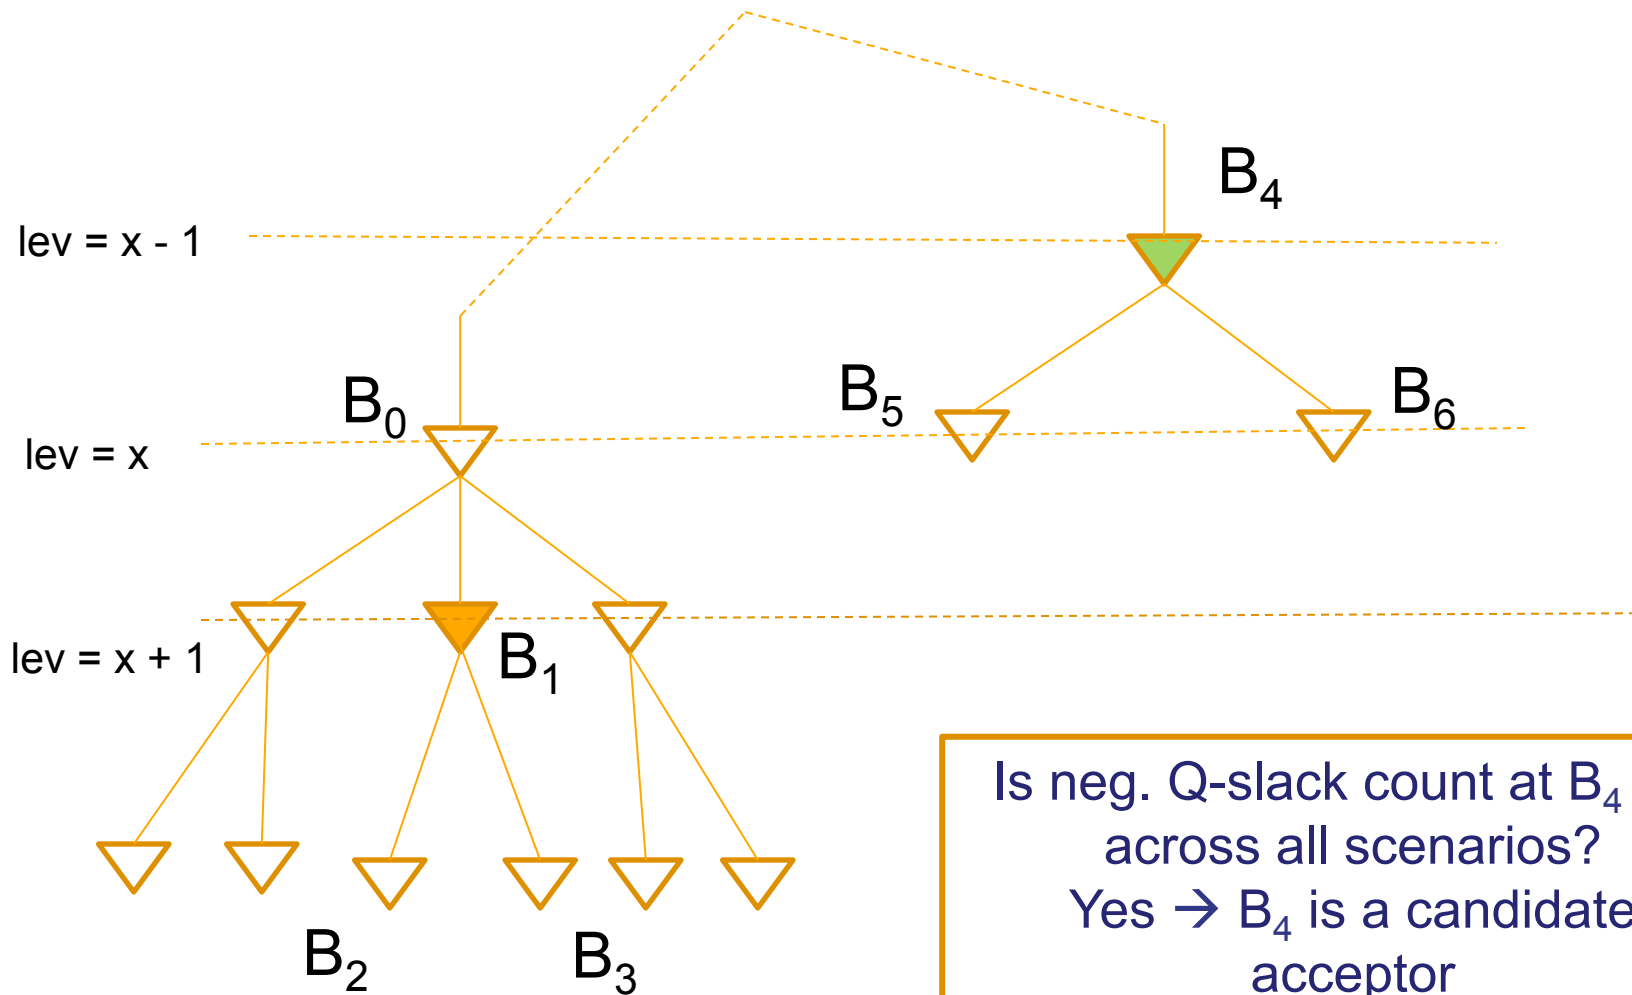 B4
lev = x - 1
B5
B6
B0
lev = x
B1
lev = x + 1
B2
B3
Is neg. Q-slack count at B4
across all scenarios?
Yes → B4 is a candidate
acceptor